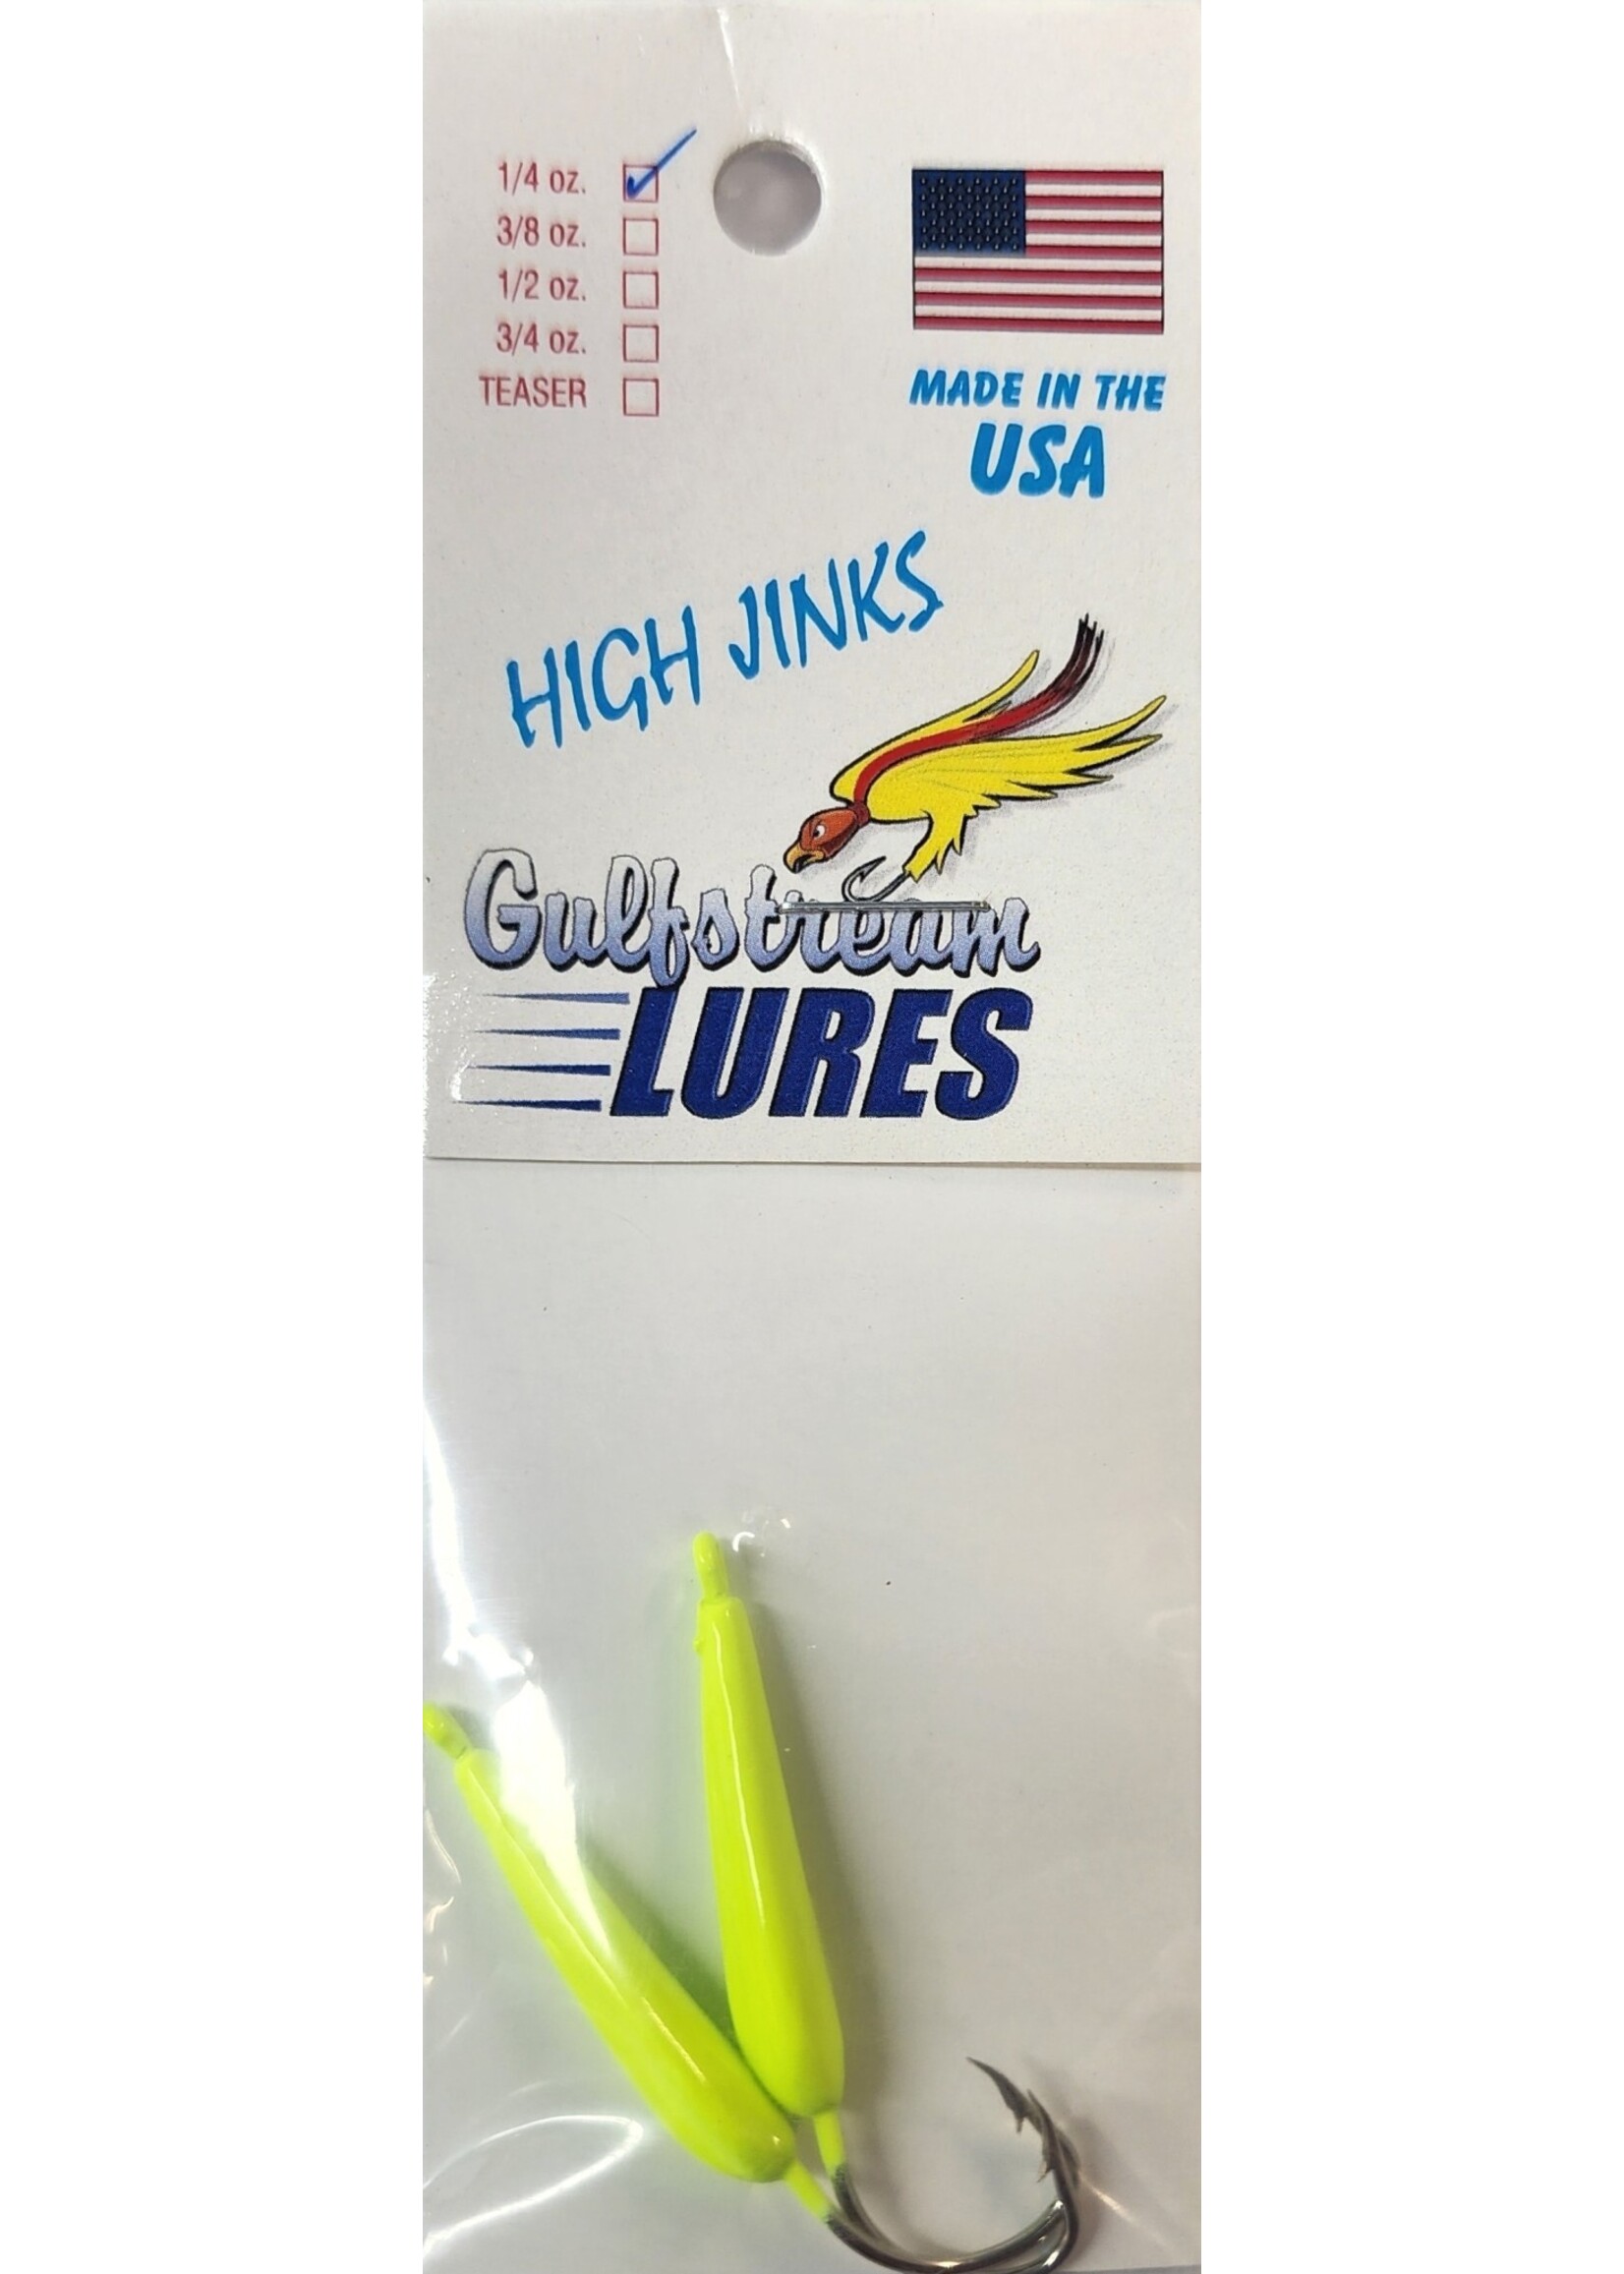 1/4 oz.
3/8 oz.
1/2 oz.
3/4 oz.
TEASER
MADE IN THE
USA
HIGH JINKS
Gulfstream
LURES